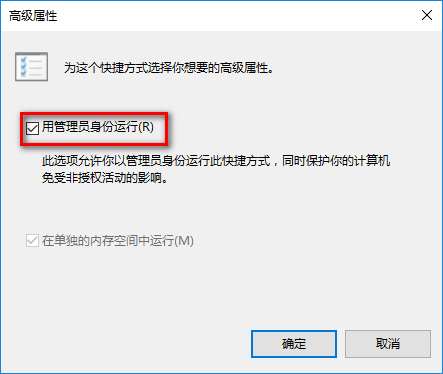 高级属性
为这个快捷方式选择你想要的高级属性。
用管理员身份运行(R)
此选项允许你以管理员身份运行此快捷方式，同时保护你的计算机
免受非授权活动的影响。
在单独的内存空间中运行(M)
确定
取消